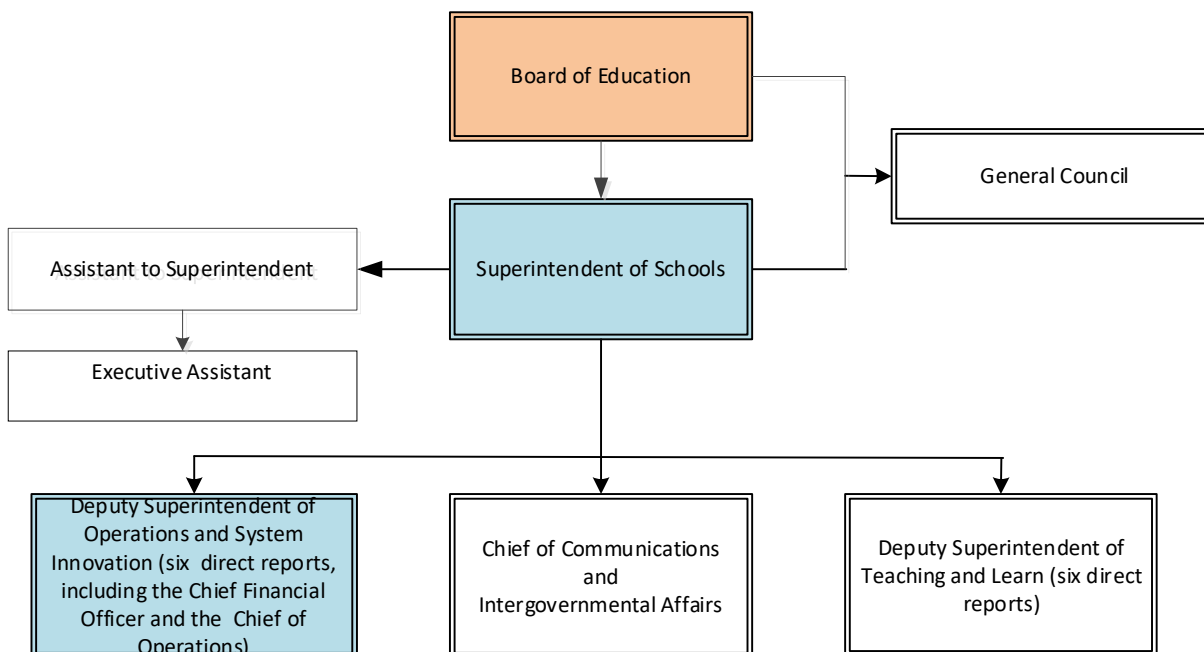 Board of Education
General Council
Superintendent of Schools
Assistant to Superintendent
Executive Assistant
Deputy Superintendent of
Operations and System
Innovation (six direct reports,
including the Chief Financial
Officer and the Chief of
Operations)
Chief of Communications
and
Intergovernmental Affairs
Deputy Superintendent of
Teaching and Learn (six direct
reports)